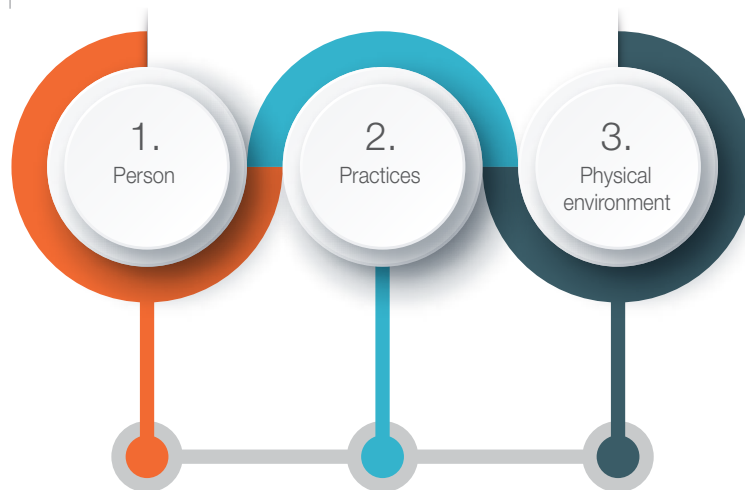 1.
Person
2.
Practices
3.
Physical
environment